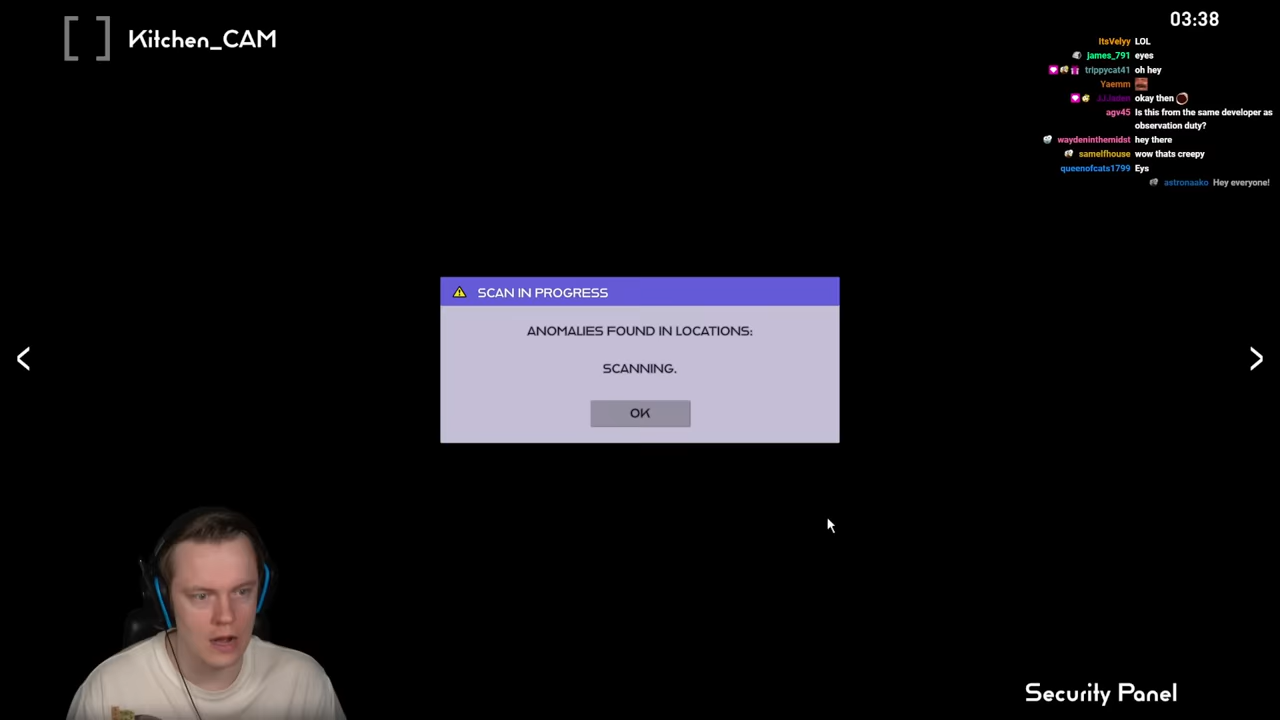 Kitchen_CAM
03:38
ItsVelyy LOL
james_791 eyes
trippycat41 oh hey
Yaemm
okay then
agv45 Is this from the same developer as
observation duty?
waydeninthemidst hey there
samelfhouse wow thats creepy
queenofcats1799 Eys
astronaako Hey everyone!
SCAN IN PROGRESS
ANOMALIES FOUND IN LOCATIONS:
SCANNING.
OK
<
>
Security Panel